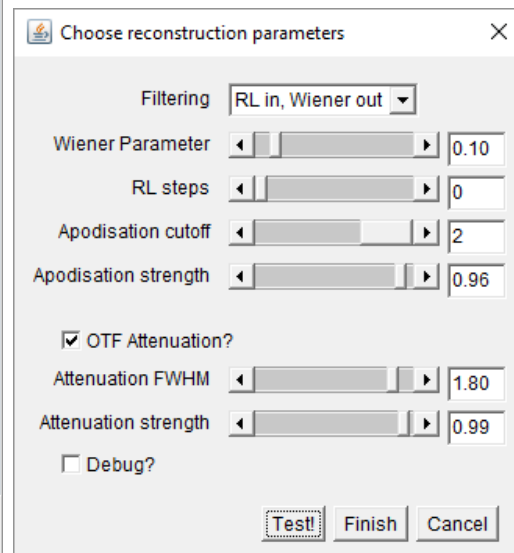 Choose reconstruction parameters
Filtering RL in, Wiener out
Wiener Parameter 0.10
RL steps 0
Apodisation cutoff 2
Apodisation strength 0.96
OTF Attenuation?
Attenuation FWHM 1.80
Attenuation strength 0.99
Debug?
Test! Finish Cancel